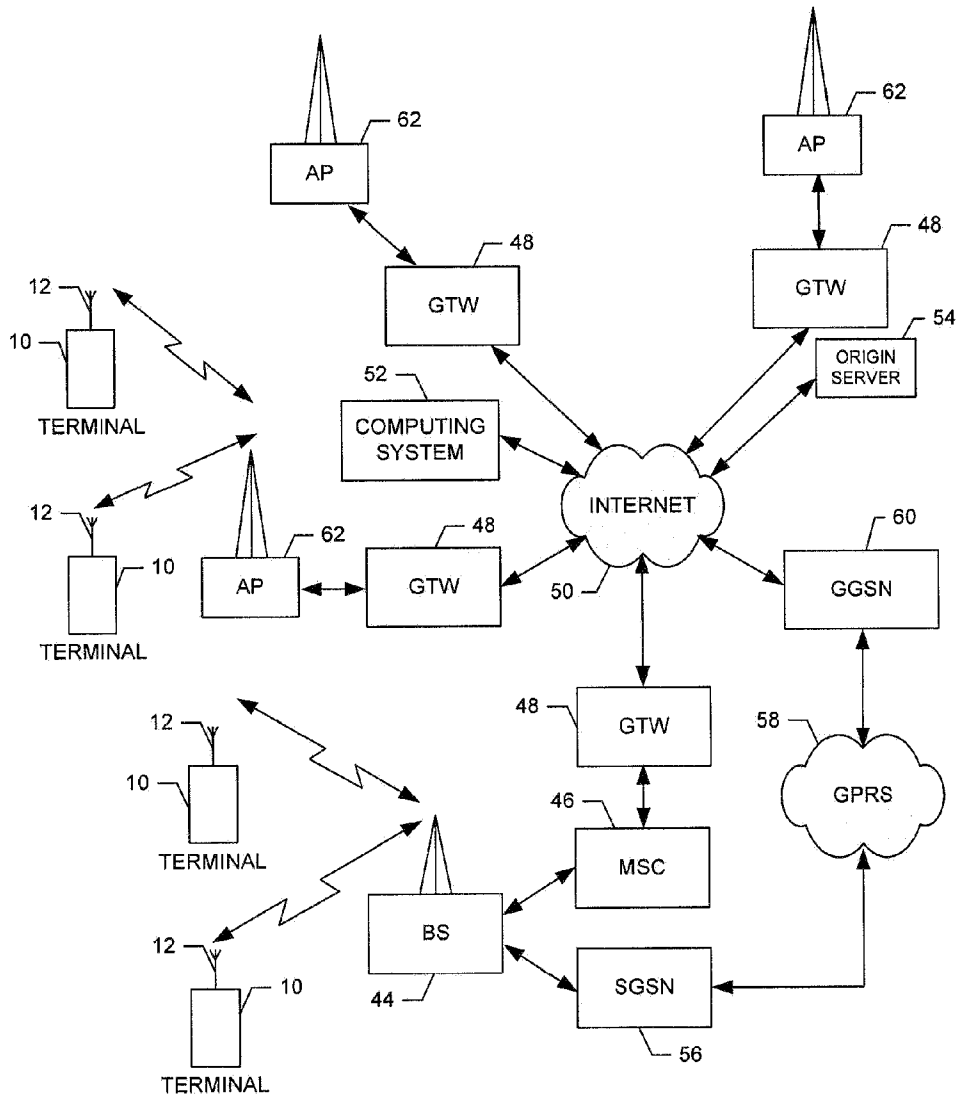 62
AP
62
AP
48
GTW
48
GTW
12
10
TERMINAL
54
ORIGIN
SERVER
52
COMPUTING
SYSTEM
INTERNET
50
12
10
TERMINAL
62
AP
48
GTW
60
GGSN
48
GTW
58
GPRS
12
10
TERMINAL
46
MSC
BS
44
12
10
TERMINAL
SGSN
56